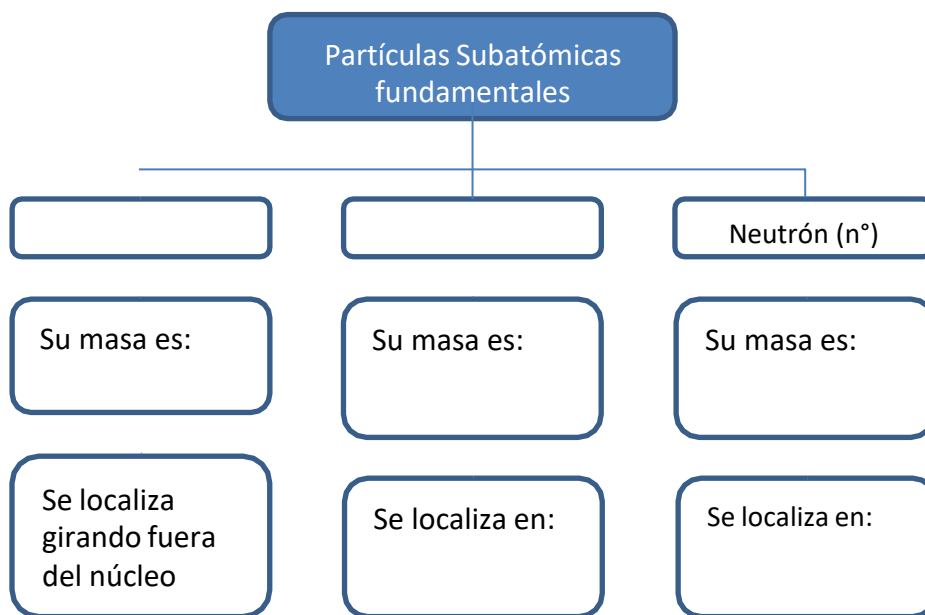 Partículas Subatómicas
fundamentales
Neutrón (n°)
Su masa es:
Su masa es:
Su masa es:
Se localiza
girando fuera
del núcleo
Se localiza en:
Se localiza en: